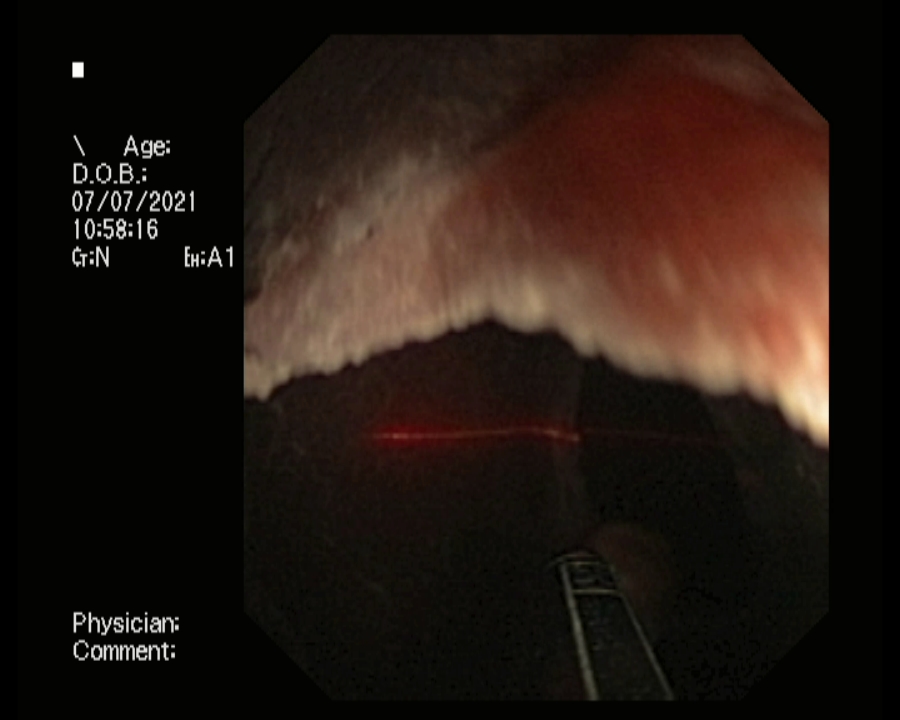 \ Age:
D.O.B.:
07/07/2021
10:58:16
Cr:N EH:A1
Physician:
Comment: